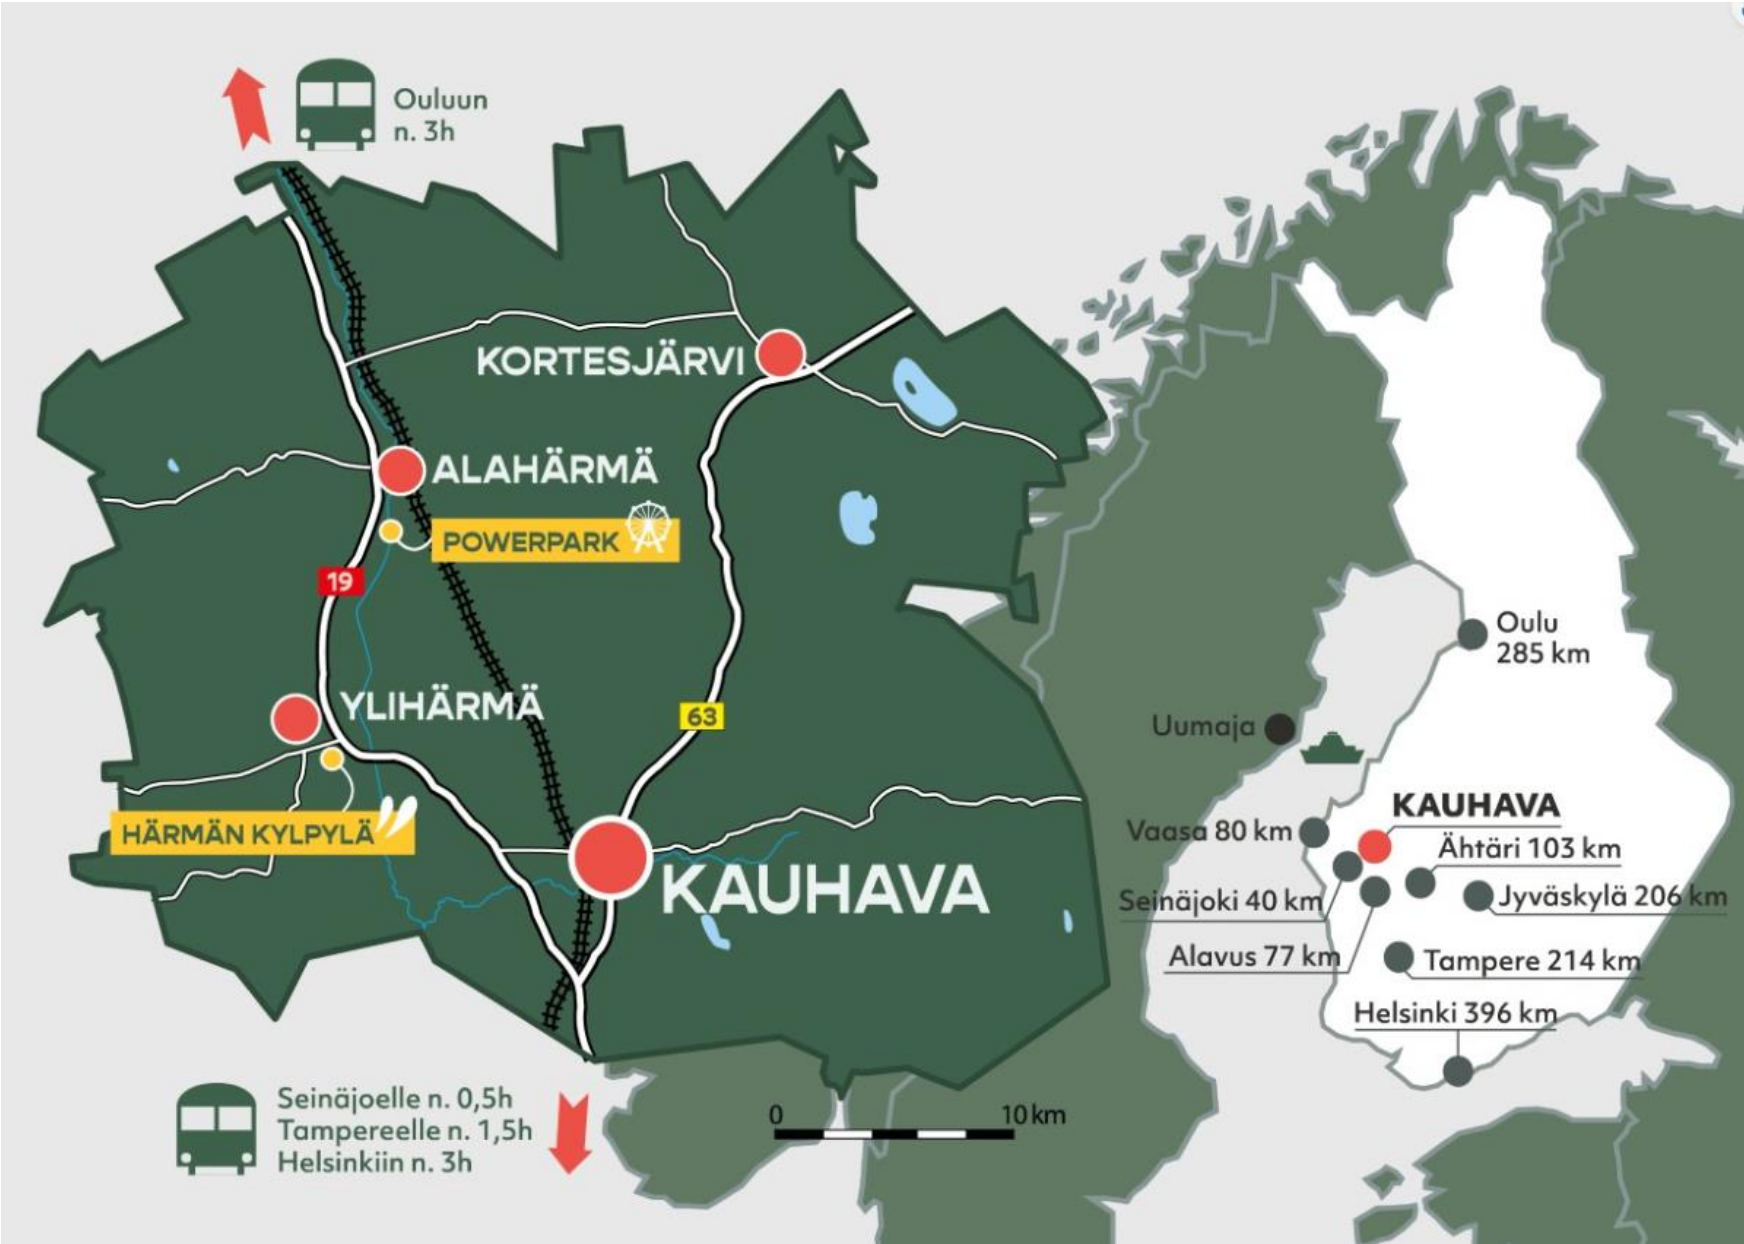 Ouluun
n. 3h
KORTESJÄRVI
ALAHÄRMÄ
POWERPARK
19
YLIHÄRMÄ
63
HÄRMÄN KYLPYLÄ
KAUHAVA
Seinäjoelle n. 0,5h
Tampereelle n. 1,5h
Helsinkiin n. 3h
0 10 km
Oulu
285 km
Uumaja
KAUHAVA
Vaasa 80 km
Ähtäri 103 km
Seinäjoki 40 km
Jyväskylä 206 km
Alavus 77 km
Tampere 214 km
Helsinki 396 km